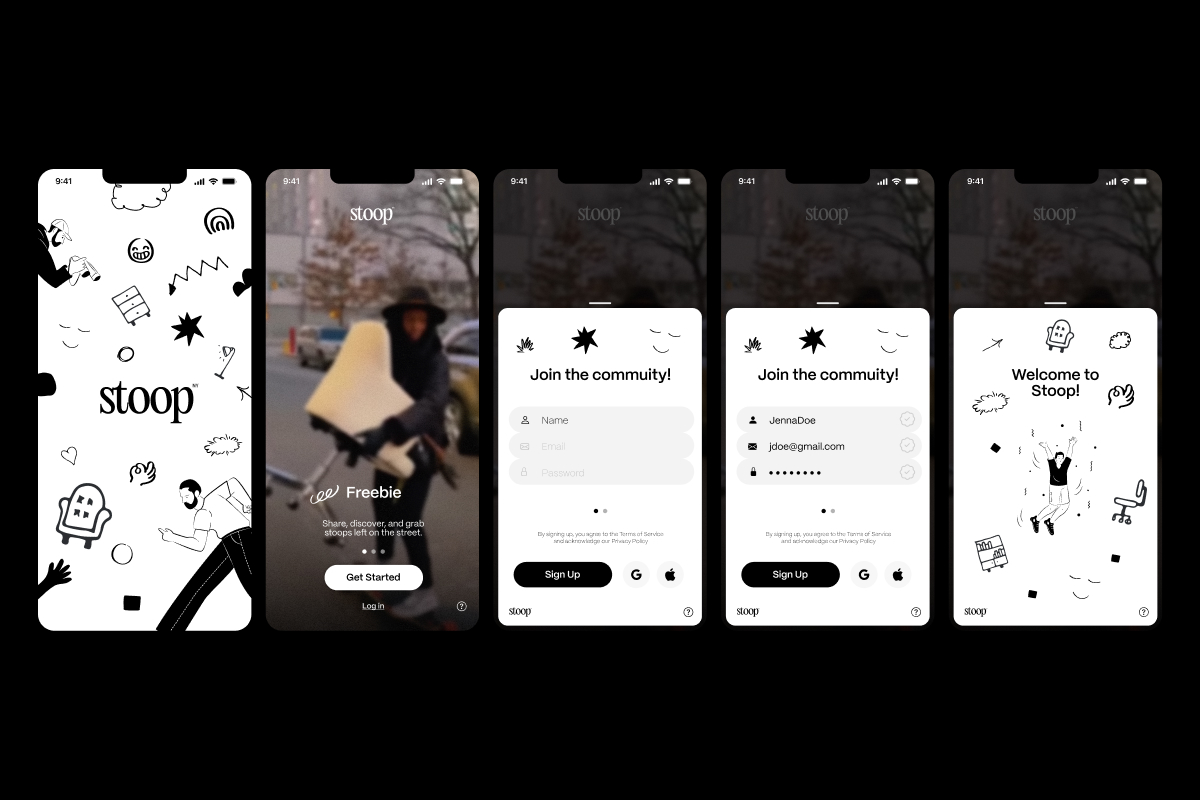 9:41
stoop NY
9:41
stoop
Freebie
Share, discover, and grab
stoops left on the street.
Get Started
Log in
?
9:41
stoop
Join the commuity!
Name
Email
Password
By signing up, you agree to the Terms of Service
and acknowledge our Privacy Policy
Sign Up
G
stoop
?
9:41
stoop
Join the commuity!
JennaDoe
jdoe@gmail.com
By signing up, you agree to the Terms of Service
and acknowledge our Privacy Policy
Sign Up
G
stoop
?
9:41
stoop
Welcome to
Stoop!
stoop
?